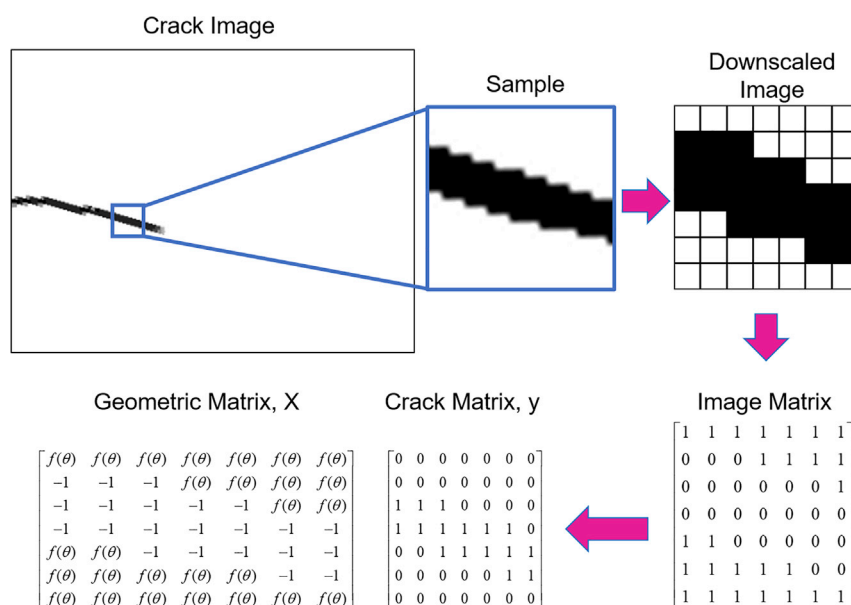 Crack Image
Sample
Downscaled
Image
Geometric Matrix, X
Crack Matrix, y
Image Matrix
f(θ) f(θ) f(θ) f(θ) f(θ) f(θ) f(θ)
−1 −1 −1 f(θ) f(θ) f(θ) f(θ)
−1 −1 −1 −1 −1 f(θ) f(θ)
−1 −1 −1 −1 −1 −1 −1
f(θ) f(θ) −1 −1 −1 −1 −1
f(θ) f(θ) f(θ) f(θ) f(θ) −1 −1
f(θ) f(θ) f(θ) f(θ) f(θ) f(θ) f(θ)
0 0 0 0 0 0 0
0 0 0 0 0 0 0
1 1 1 0 0 0 0
1 1 1 1 1 1 0
0 0 1 1 1 1 1
0 0 0 0 0 1 1
0 0 0 0 0 0 0
1 1 1 1 1 1 1
0 0 0 1 1 1 1
0 0 0 0 0 0 1
0 0 0 0 0 0 0
1 1 0 0 0 0 0
1 1 1 1 1 0 0
1 1 1 1 1 1 1